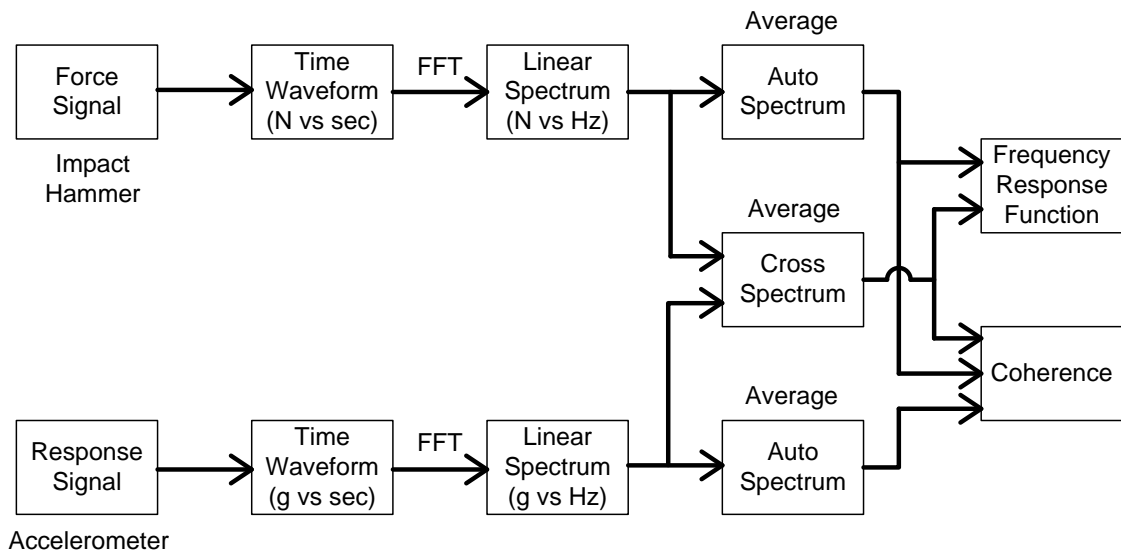 Average
Force
Signal
Time
Waveform
(N vs sec)
FFT
Linear
Spectrum
(N vs Hz)
Auto
Spectrum
Impact
Hammer
Frequency
Response
Function
Average
Cross
Spectrum
Coherence
Average
Response
Signal
Time
Waveform
(g vs sec)
FFT
Linear
Spectrum
(g vs Hz)
Auto
Spectrum
Accelerometer